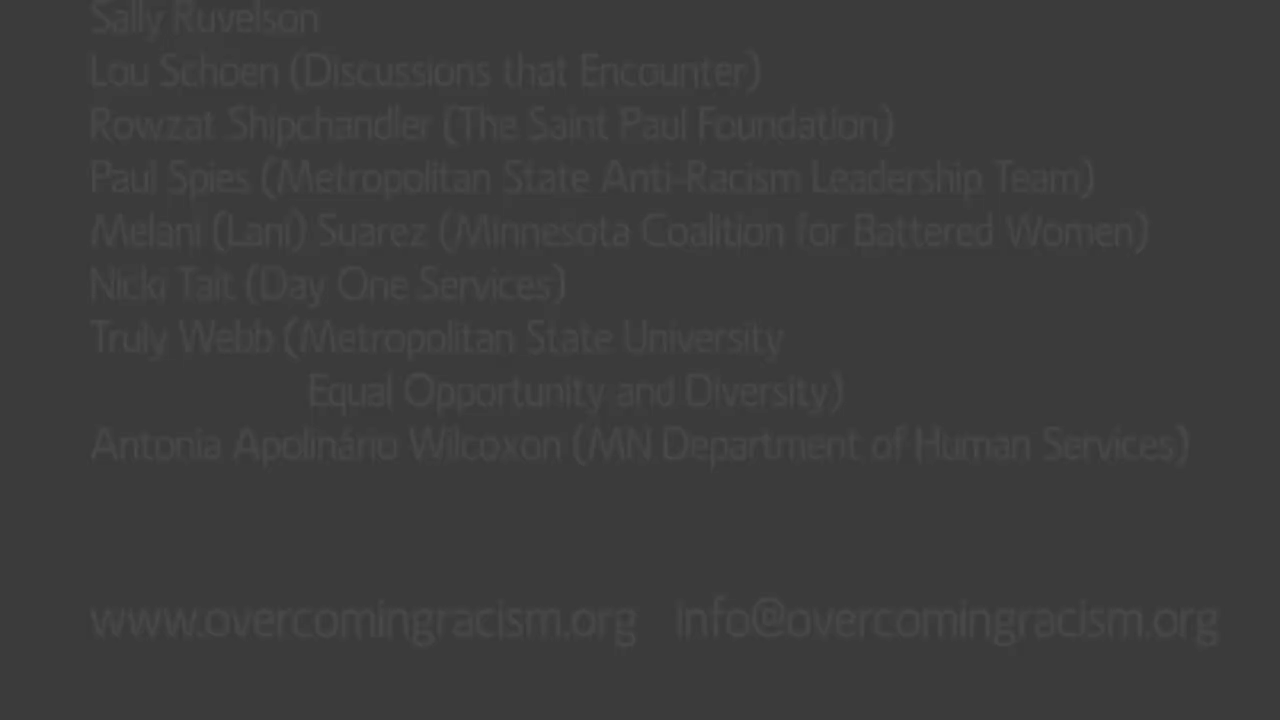 Sally Ruvelson
Lou Schoen (Discussions that Encounter)
Rowzat Shipchandler (The Saint Paul Foundation)
Paul Spies (Metropolitan State Anti-Racism Leadership Team)
Melani (Lani) Suarez (Minnesota Coalition for Battered Women)
Nicki Tait (Day One Services)
Truly Webb (Metropolitan State University
Equal Opportunity and Diversity)
Antonia Apolinário Wilcoxon (MN Department of Human Services)
www.overcomingracism.org info@overcomingracism.org